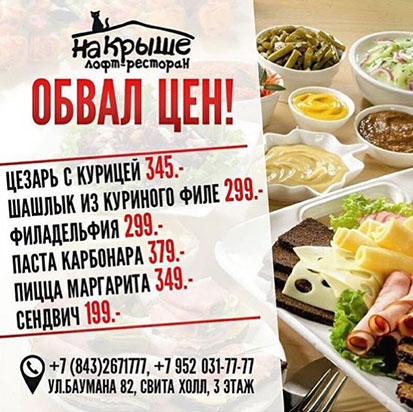 на крыше
лофт-ресторан
ОБВАЛ ЦЕН!
ЦЕЗАРЬ С КУРИЦЕЙ 345.-
ШАШЛЫК ИЗ КУРИНОГО ФИЛЕ 299.-
ФИЛАДЕЛЬФИЯ 299.-
ПАСТА КАРБОНАРА 379.-
ПИЦЦА МАРГАРИТА 349.-
СЕНДВИЧ 199.-
+7 (843)2671777, +7 952 031-77-77
УЛ.БАУМАНА 82, СВИТА ХОЛЛ, 3 ЭТАЖ